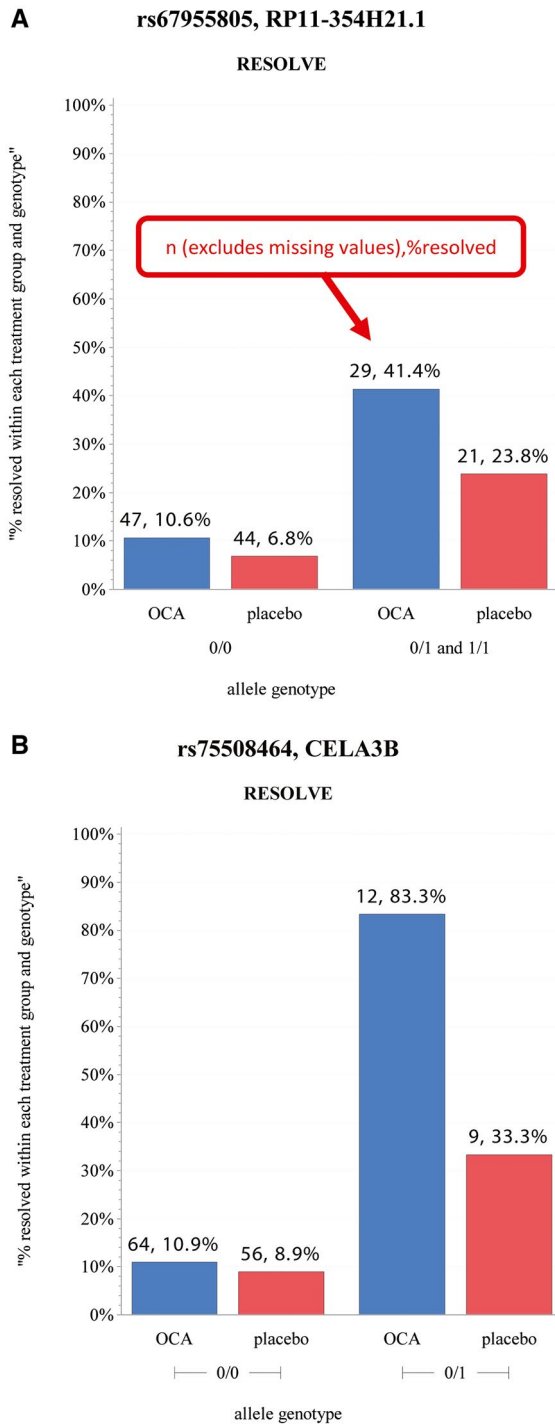 A
rs67955805, RP11-354H21.1
RESOLVE
"% resolved within each treatment group and genotype"
100%
90%
80%
70%
60%
50%
40%
30%
20%
10%
0%
n (excludes missing values),%resolved
47, 10.6%
44, 6.8%
29, 41.4%
21, 23.8%
OCA placebo OCA placebo
0/0 0/1 and 1/1
allele genotype
B
rs75508464, CELA3B
RESOLVE
"% resolved within each treatment group and genotype"
100%
90%
80%
70%
60%
50%
40%
30%
20%
10%
0%
64, 10.9%
56, 8.9%
12, 83.3%
9, 33.3%
OCA placebo OCA placebo
0/0 0/1
allele genotype